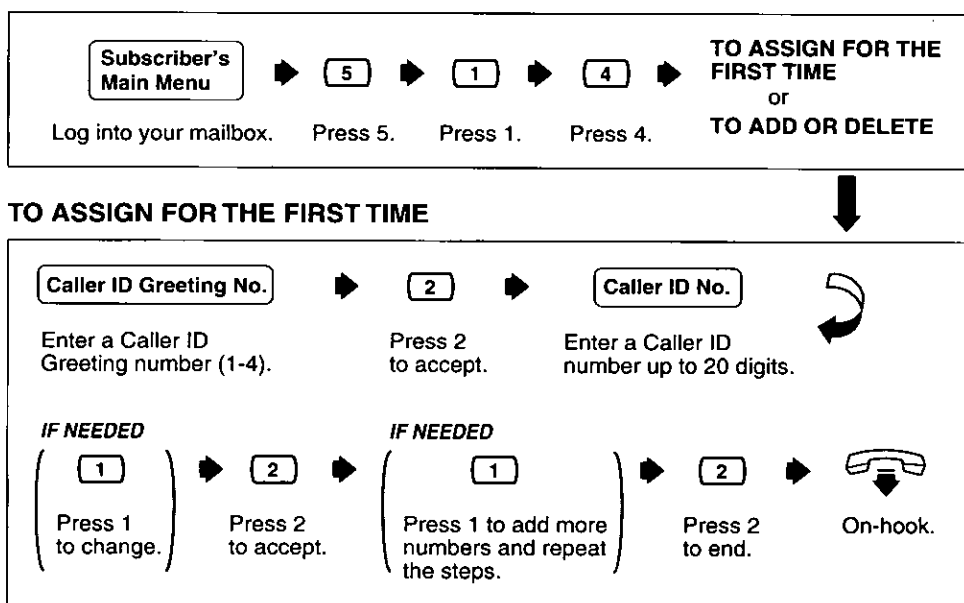 Subscriber's
Main Menu
5
1
4
TO ASSIGN FOR THE
FIRST TIME
or
TO ADD OR DELETE
Log into your mailbox.
Press 5.
Press 1.
Press 4.
TO ASSIGN FOR THE FIRST TIME
Caller ID Greeting No.
2
Caller ID No.
Enter a Caller ID
Greeting number (1-4).
Press 2
to accept.
Enter a Caller ID
number up to 20 digits.
IF NEEDED
1
Press 1
to change.
2
Press 2
to accept.
IF NEEDED
1
Press 1 to add more
numbers and repeat
the steps.
2
Press 2
to end.
On-hook.